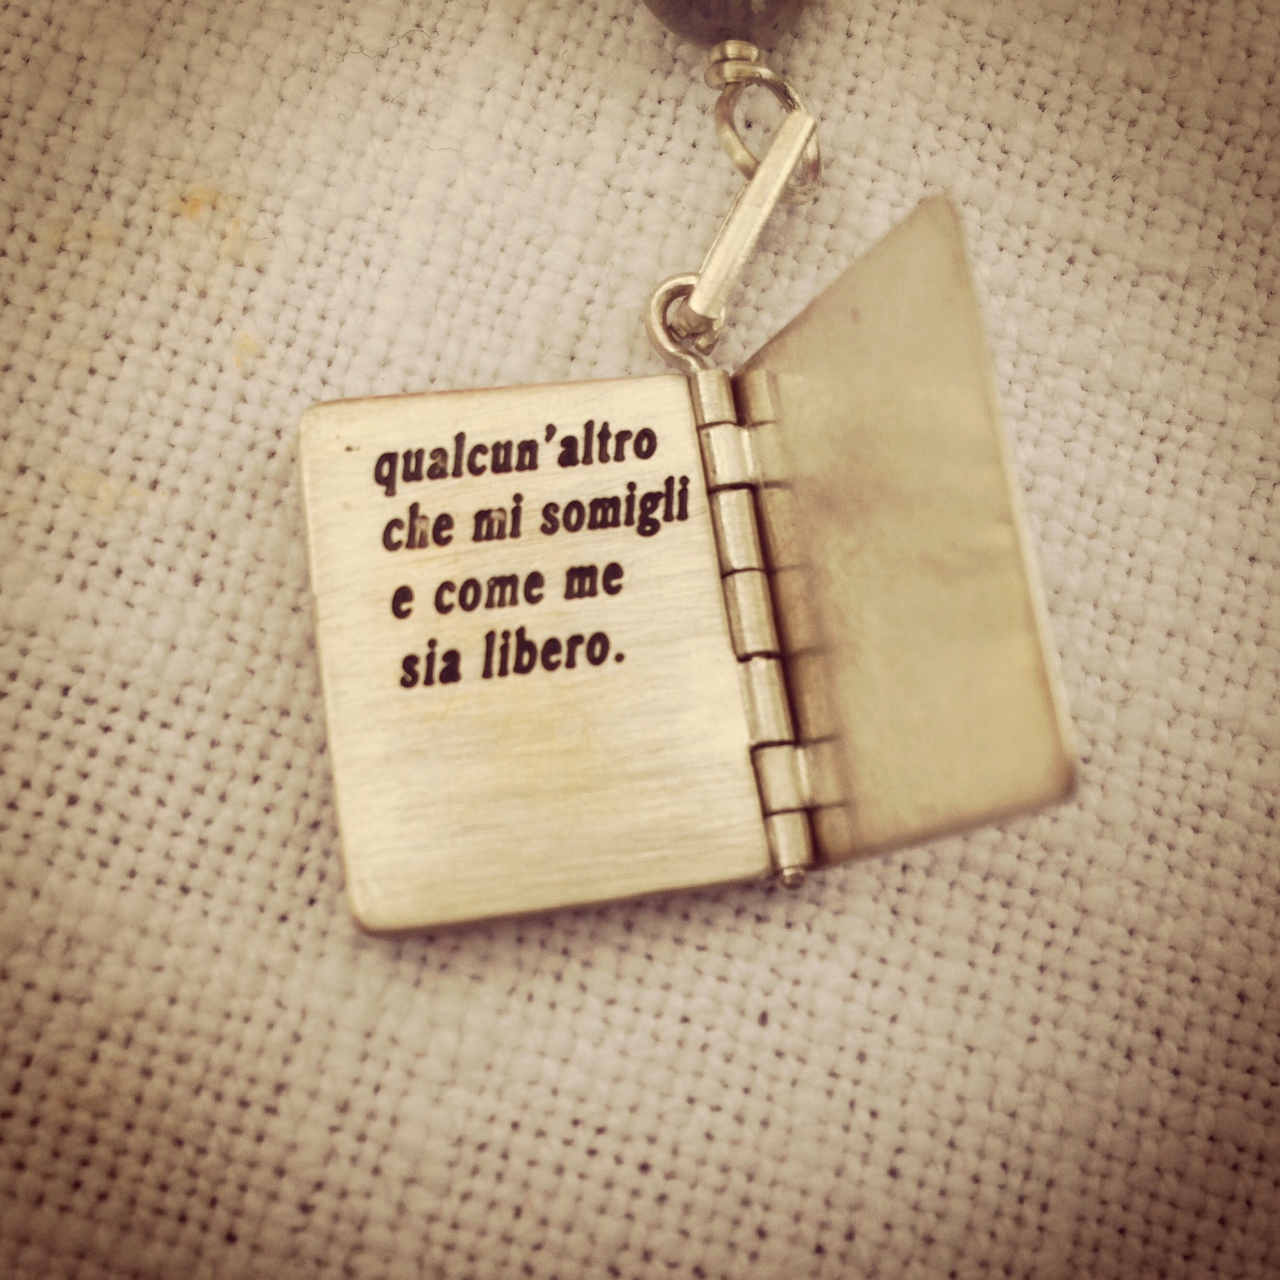 qualcun'altro
che mi somigli
e come me
sia libero.